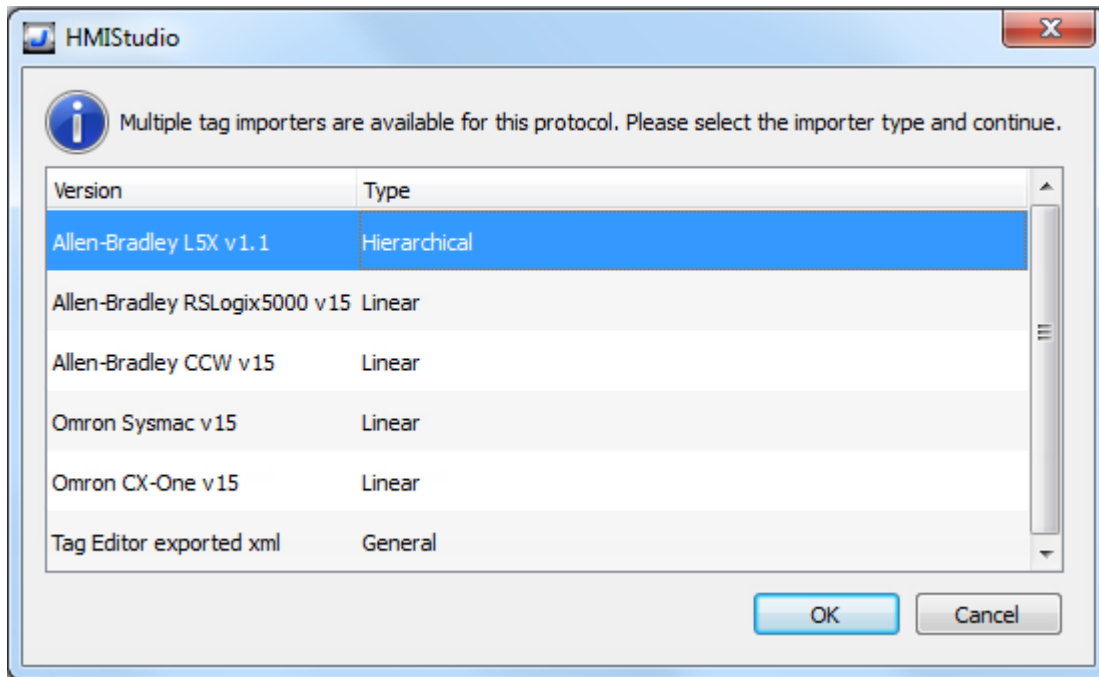 HMIStudio
Multiple tag importers are available for this protocol. Please select the importer type and continue.
Version Type
Allen-Bradley L5X v1.1 Hierarchical
Allen-Bradley RSLogix5000 v15 Linear
Allen-Bradley CCW v15 Linear
Omron Sysmac v15 Linear
Omron CX-One v15 Linear
Tag Editor exported xml General
OK Cancel